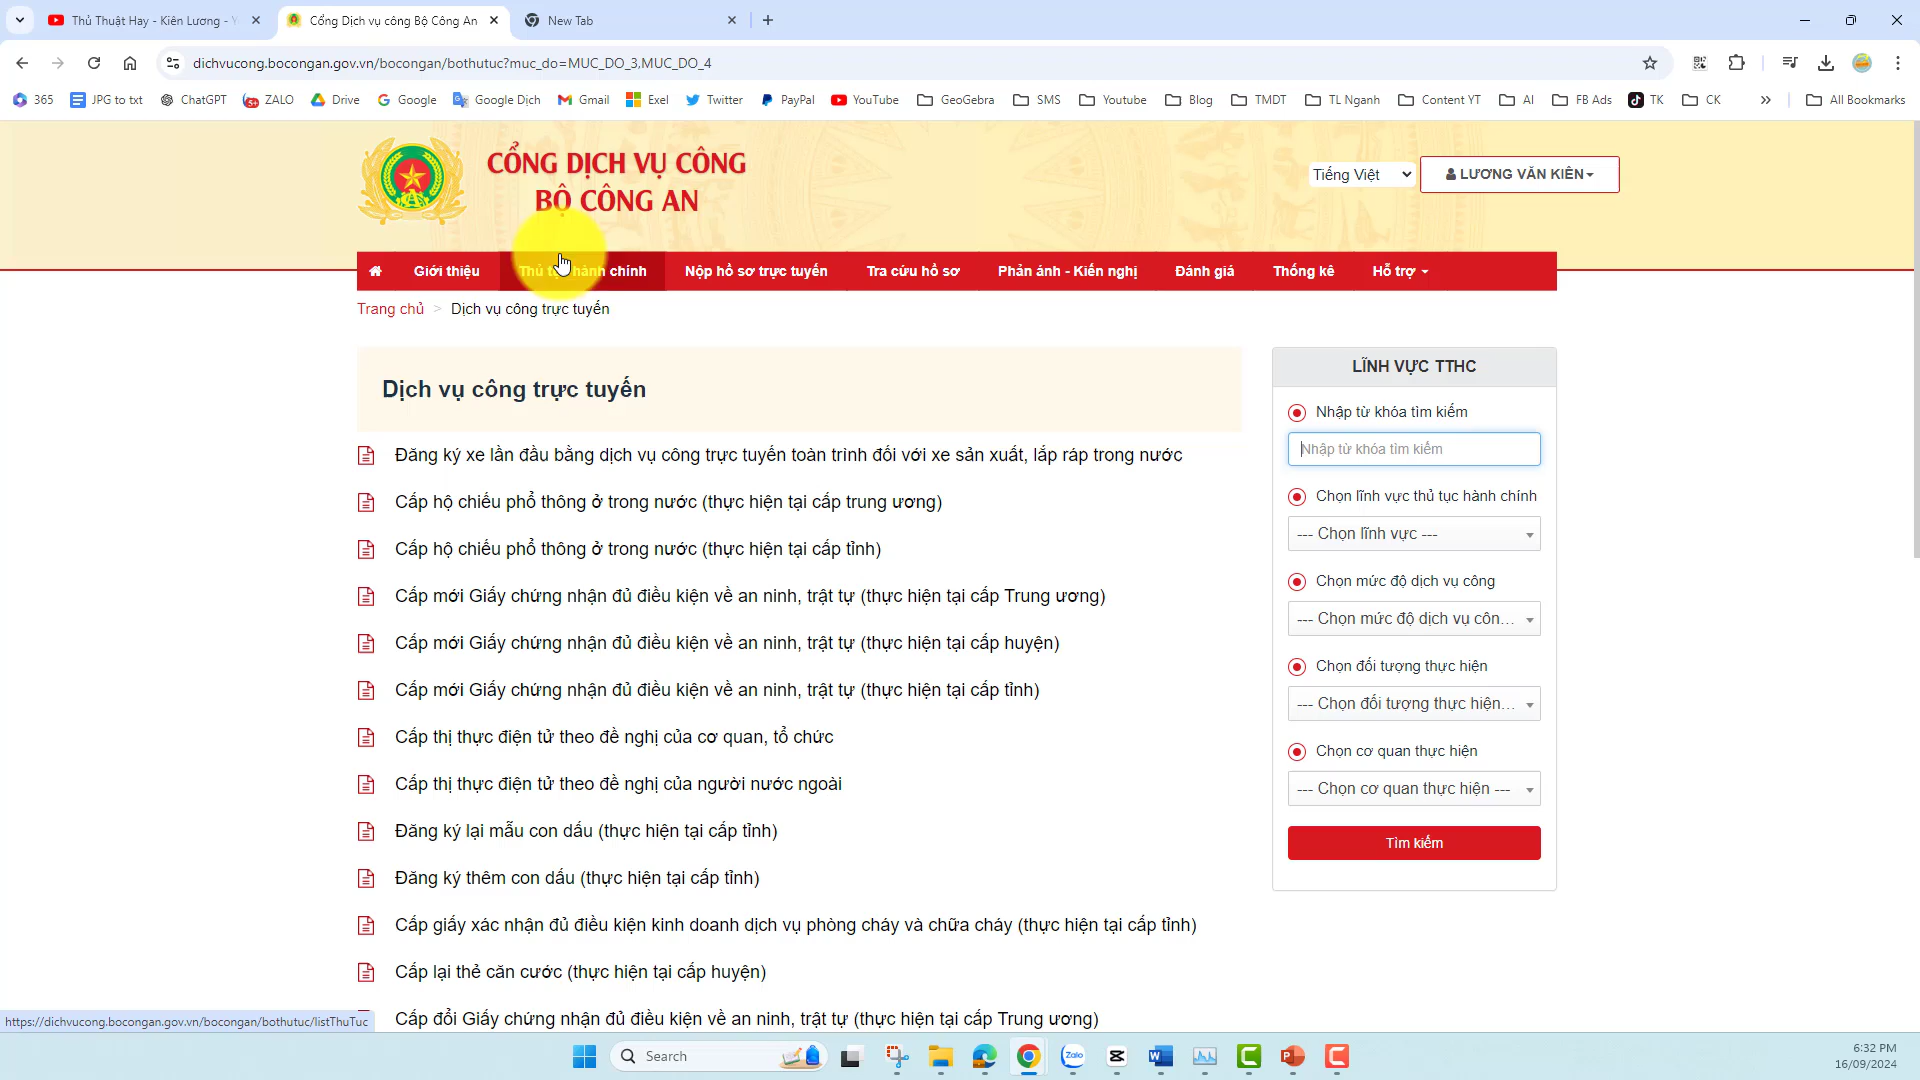 Thủ Thuật Hay - Kiên Lương - Y
Cổng Dịch vụ công Bộ Công An
New Tab
dichvucong.bocongan.gov.vn/bocongan/bothutuc?muc_do=MUC_DO_3,MUC_DO_4
365
JPG to txt
ChatGPT
ZALO
Drive
Google
Google Dịch
Gmail
Exel
Twitter
PayPal
YouTube
GeoGebra
SMS
Youtube
Blog
TMDT
TL Nganh
Content YT
AI
FB Ads
TK
CK
All Bookmarks
CỔNG DỊCH VỤ CÔNG
BỘ CÔNG AN
Tiếng Việt
LƯƠNG VĂN KIÊN
Giới thiệu
Thủ tục hành chính
Nộp hồ sơ trực tuyến
Tra cứu hồ sơ
Phản ánh - Kiến nghị
Đánh giá
Thống kê
Hỗ trợ
Trang chủ > Dịch vụ công trực tuyến
Dịch vụ công trực tuyến
Đăng ký xe lần đầu bằng dịch vụ công trực tuyến toàn trình đối với xe sản xuất, lắp ráp trong nước
Cấp hộ chiếu phổ thông ở trong nước (thực hiện tại cấp trung ương)
Cấp hộ chiếu phổ thông ở trong nước (thực hiện tại cấp tỉnh)
Cấp mới Giấy chứng nhận đủ điều kiện về an ninh, trật tự (thực hiện tại cấp Trung ương)
Cấp mới Giấy chứng nhận đủ điều kiện về an ninh, trật tự (thực hiện tại cấp huyện)
Cấp mới Giấy chứng nhận đủ điều kiện về an ninh, trật tự (thực hiện tại cấp tỉnh)
Cấp thị thực điện tử theo đề nghị của cơ quan, tổ chức
Cấp thị thực điện tử theo đề nghị của người nước ngoài
Đăng ký lại mẫu con dấu (thực hiện tại cấp tỉnh)
Đăng ký thêm con dấu (thực hiện tại cấp tỉnh)
Cấp giấy xác nhận đủ điều kiện kinh doanh dịch vụ phòng cháy và chữa cháy (thực hiện tại cấp tỉnh)
Cấp lại thẻ căn cước (thực hiện tại cấp huyện)
Cấp đổi Giấy chứng nhận đủ điều kiện về an ninh, trật tự (thực hiện tại cấp Trung ương)
LĨNH VỰC TTHC
Nhập từ khóa tìm kiếm
Nhập từ khóa tìm kiếm
Chọn lĩnh vực thủ tục hành chính
--- Chọn lĩnh vực ---
Chọn mức độ dịch vụ công
--- Chọn mức độ dịch vụ côn...
Chọn đối tượng thực hiện
--- Chọn đối tượng thực hiện...
Chọn cơ quan thực hiện
--- Chọn cơ quan thực hiện ---
Tìm kiếm
https://dichvucong.bocongan.gov.vn/bocongan/bothutuc/listThuTuc
Search
Zalo
6:32 PM
16/09/2024